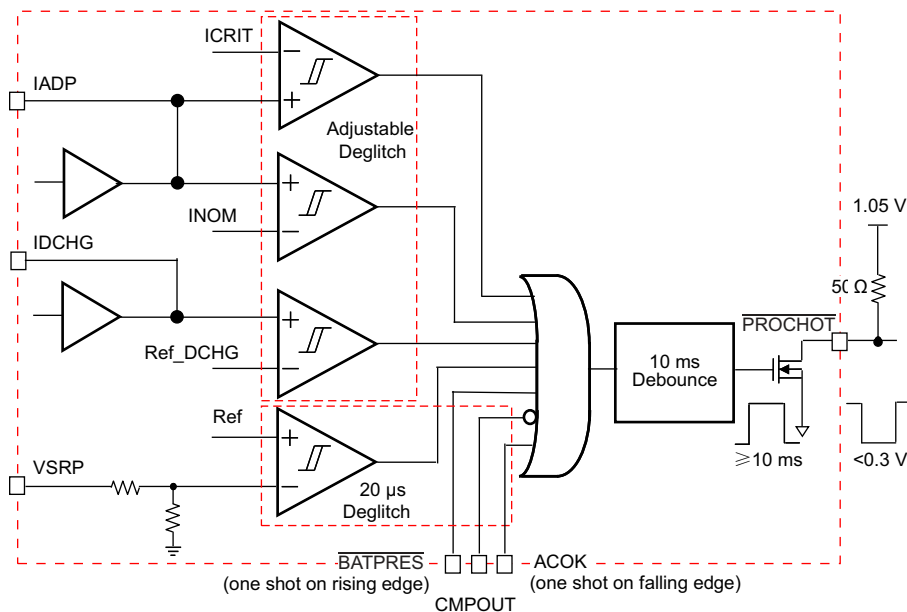 ICRIT
IADP
Adjustable
Deglitch
INOM
1.05 V
IDCHG
50 Ω
PROCHOT
Ref_DCHG
10 ms
Debounce
Ref
≥10 ms
<0.3 V
VSRP
20 µs
Deglitch
BATPRES
ACOK
(one shot on rising edge)
(one shot on falling edge)
CMPOUT